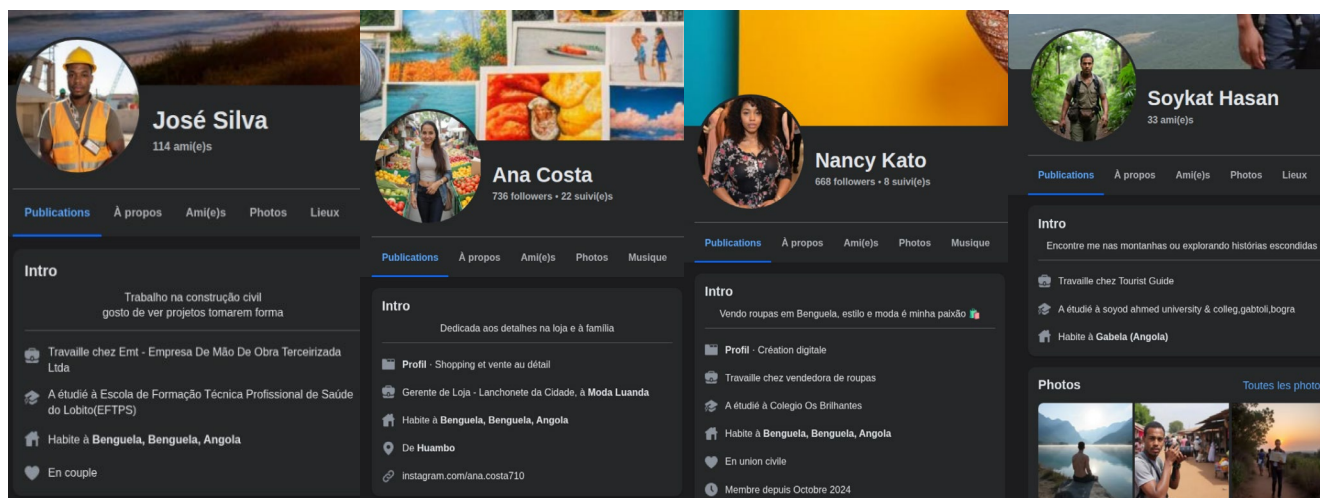 José Silva
114 ami(e)s
Publications À propos Ami(e)s Photos Lieux
Intro
Trabalho na construção civil
gosto de ver projetos tomarem forma
Travaille chez Emt - Empresa De Mão De Obra Terceirizada
Ltda
A étudié à Escola de Formação Técnica Profissional de Saúde
do Lobito(EFTPS)
Habite à Benguela, Benguela, Angola
En couple
Ana Costa
736 followers • 22 suivi(e)s
Publications À propos Ami(e)s Photos Musique
Intro
Dedicada aos detalhes na loja e à família
Profil · Shopping et vente au détail
Gerente de Loja - Lanchonete da Cidade, à Moda Luanda
Habite à Benguela, Benguela, Angola
De Huambo
instagram.com/ana.costa710
Nancy Kato
668 followers • 8 suivi(e)s
Publications À propos Ami(e)s Photos Musique
Intro
Vendo roupas em Benguela, estilo e moda é minha paixão 🛍️
Profil · Création digitale
Travaille chez vendedora de roupas
A étudié à Colegio Os Brilhantes
Habite à Benguela, Benguela, Angola
En union civile
Membre depuis Octobre 2024
Soykat Hasan
33 ami(e)s
Publications À propos Ami(e)s Photos Lieux
Intro
Encontre me nas montanhas ou explorando histórias escondidas
Travaille chez Tourist Guide
A étudié à soyod ahmed university & colleg,gabtoli,bogra
Habite à Gabela (Angola)
Photos Toutes les photo